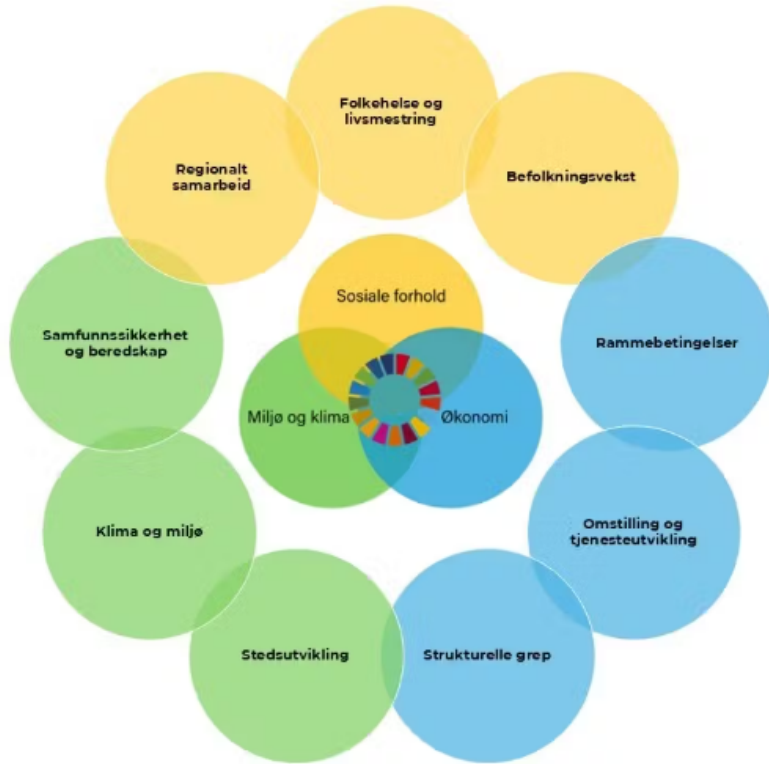 Folkehelse og
livsmestring
Regionalt
samarbeid
Befolkningsvekst
Sosiale forhold
Samfunnssikkerhet
og beredskap
Rammebetingelser
Miljø og klima
Økonomi
Klima og miljø
Omstilling og
tjenesteutvikling
Stedsutvikling
Strukturelle grep